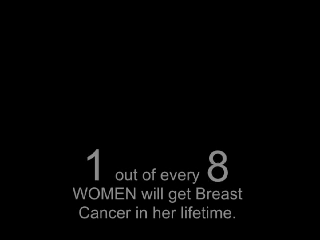 1 out of every 8
WOMEN will get Breast
Cancer in her lifetime.